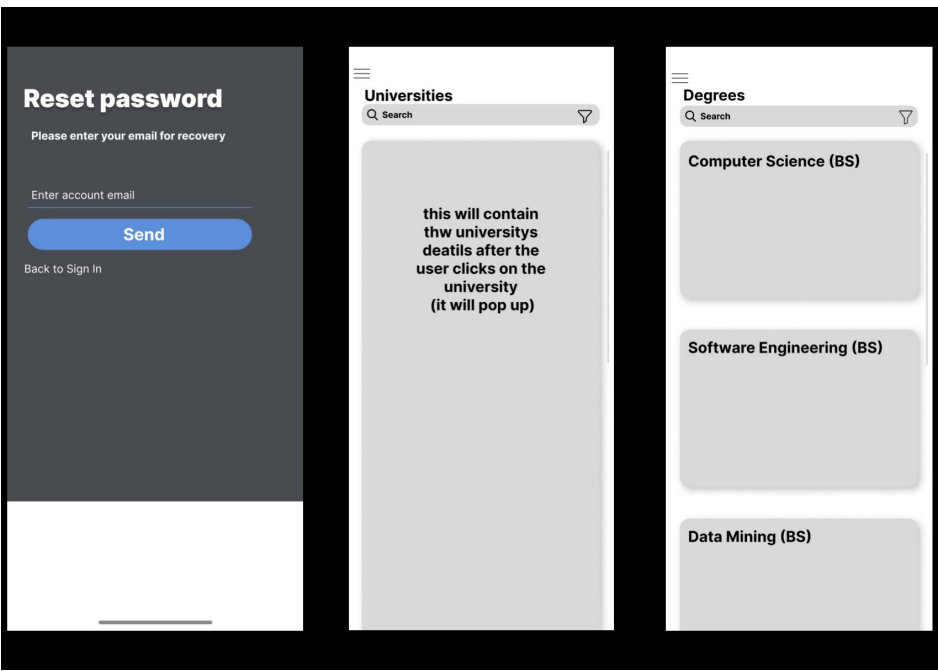 Reset password
Please enter your email for recovery
Enter account email
Send
Back to Sign In
Universities
Search
this will contain
thw universitys
deatils after the
user clicks on the
university
(it will pop up)
Degrees
Search
Computer Science (BS)
Software Engineering (BS)
Data Mining (BS)